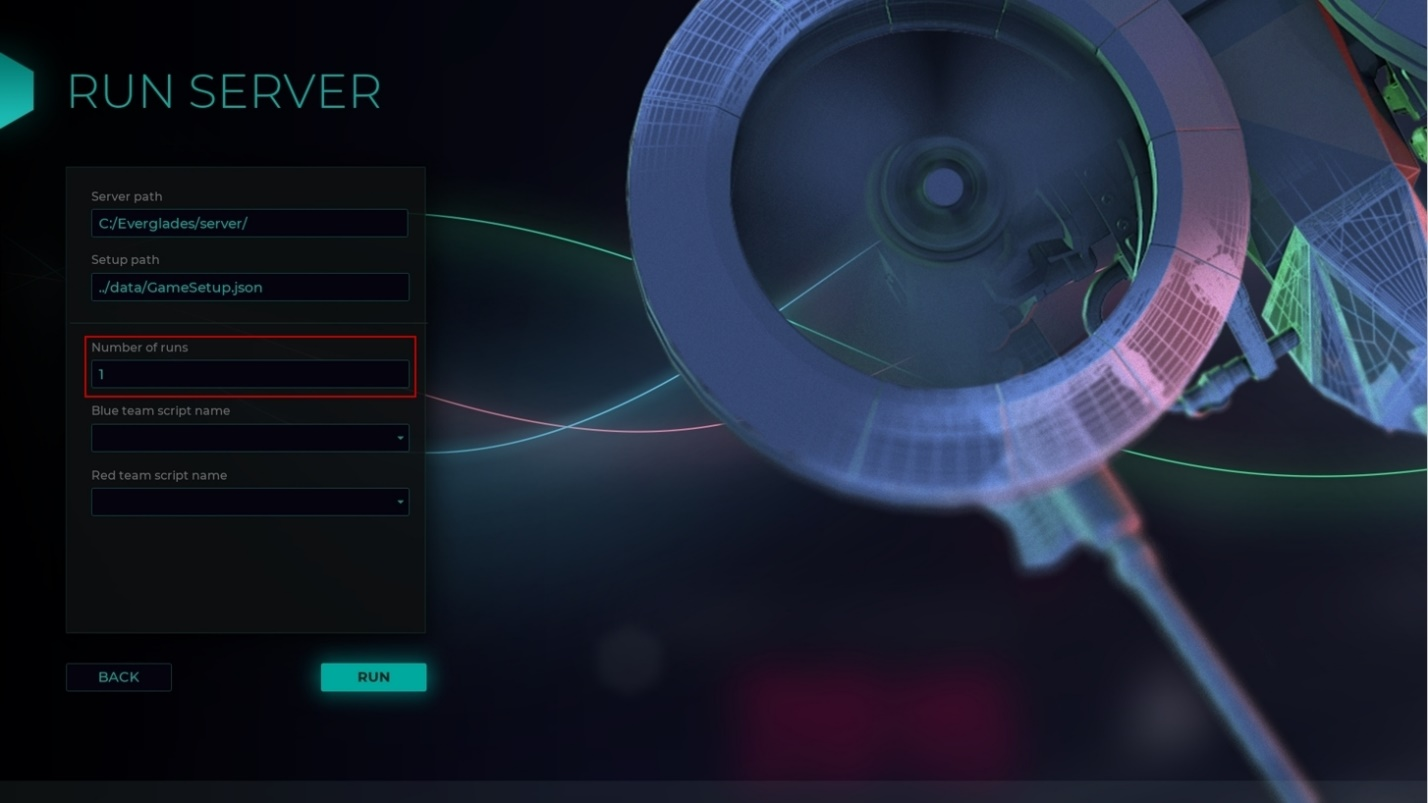 RUN SERVER
Server path
C:/Everglades/server/
Setup path
../data/GameSetup.json
Number of runs
1
Blue team script name
Red team script name
BACK
RUN